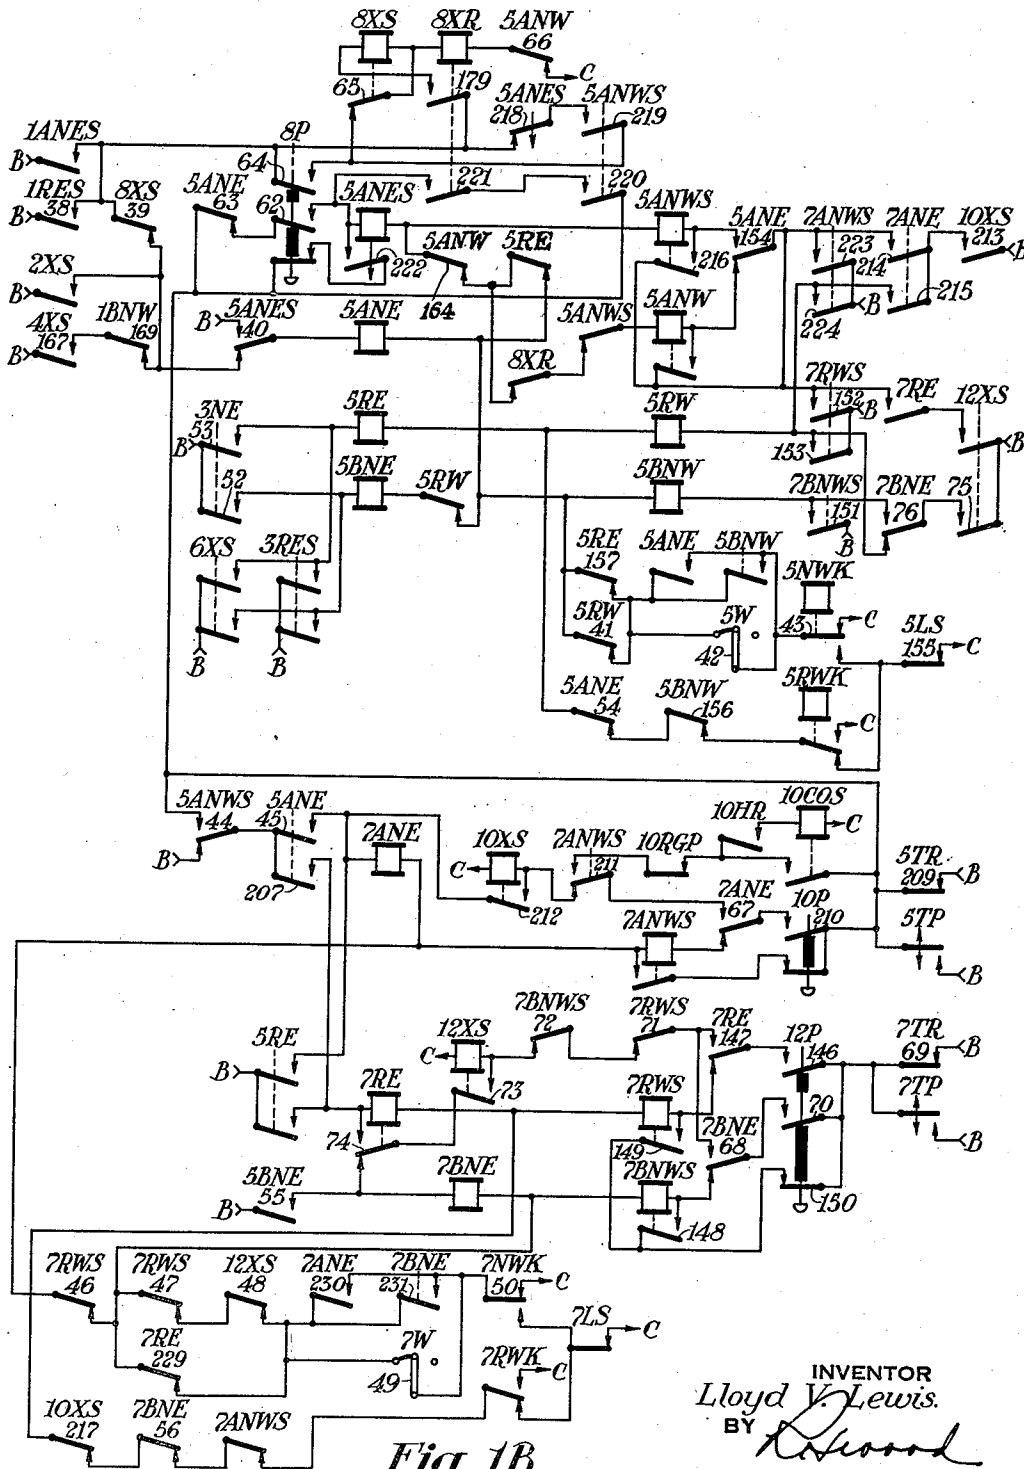 8XS 8XR 5ANW
66
C
65 179 5ANES 5ANWS
218 219
1ANES 8P
B 64
1RES 8XS 5ANE 62 5ANES 221 220 5ANWS 5ANE 7ANWS 7ANE 10XS
B 38 39 63 154 223 213
B
2XS 222 5ANW 5RE 216 214 215
B 164 5ANW B
4XS 1BNW 5ANES 5ANE 5ANWS 224
B 167 169 B 40
8XR 7RWS 7RE 12XS
3NE 5RE 5RW 152 B
B 53 153 B
52 5BNE 5RW 5BNW 7BNWS 7BNE 75
151 76
B
6XS 3RES 5RE 5ANE 5BNW 5NWK
157
5RW 5W 43 C 5LS
B B 41 42 155 C
5RWK
5ANE 5BNW
54 156 C
5ANWS 5ANE 10HR 10COS
44 45 7ANE 10XS 7ANWS 10RGP C
B C 211 5TR
207 7ANE 10P 209 B
212 67 210
7ANWS 5TP
B
7BNWS 7RWS 7RE
5RE 12XS 72 71 147 12P 7TR
C 146 69 B
B 7RE 73 7RWS 70 7TP
7BNE
74 149 68 B
5BNE 7BNE 7BNWS
B 55 148 150
7RWS 7RWS 12XS 7ANE 7BNE 7NWK
46 47 48 230 231 50 C
7RE 7W 7LS
229 49 7RWK C
10XS 7BNE 7ANWS C
217 56
INVENTOR
Lloyd V. Lewis.
BY
Fig. 1B.